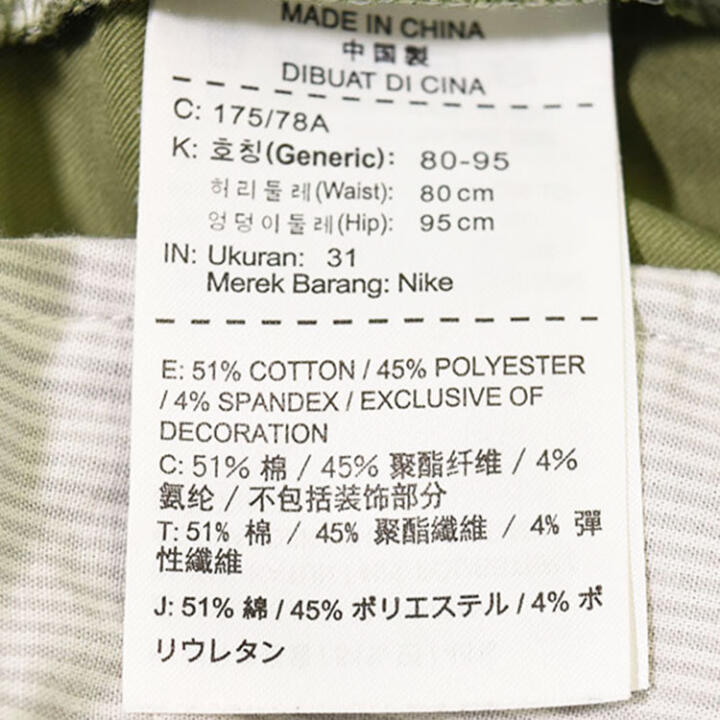 MADE IN CHINA
中国製
DIBUAT DI CINA
C: 175/78A
K: 호칭(Generic): 80-95
허리둘레(Waist): 80cm
엉덩이둘레(Hip): 95cm
IN: Ukuran: 31
Merek Barang: Nike
E: 51% COTTON / 45% POLYESTER
/ 4% SPANDEX / EXCLUSIVE OF
DECORATION
C: 51% 棉 / 45% 聚酯纤维 / 4%
氨纶 / 不包括装饰部分
T: 51% 棉 / 45% 聚酯纖維 / 4% 彈
性纖維
J: 51% 綿 / 45% ポリエステル / 4% ポ
リウレタン